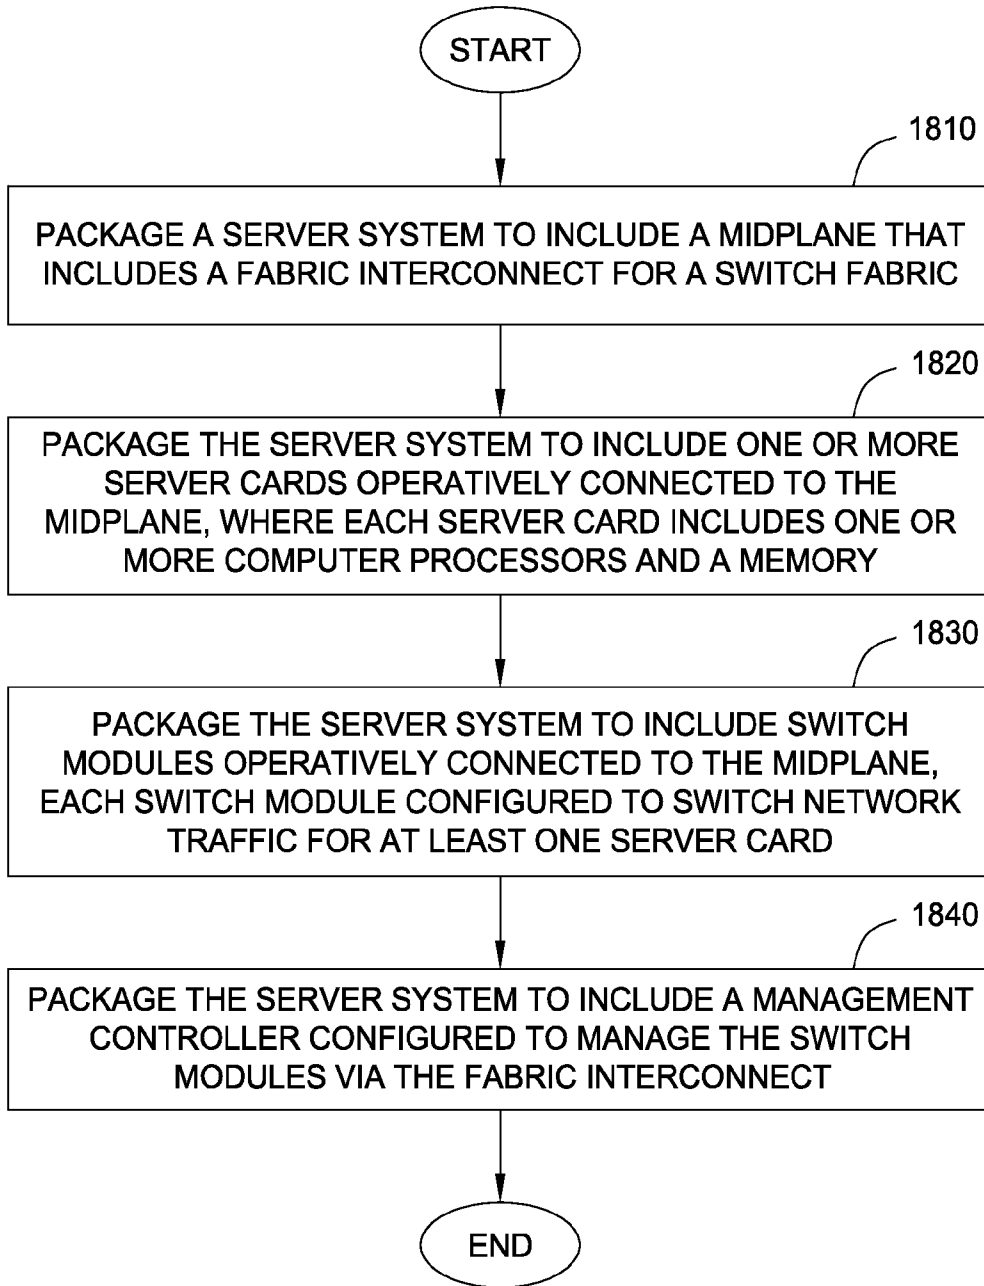 START
1810
PACKAGE A SERVER SYSTEM TO INCLUDE A MIDPLANE THAT
INCLUDES A FABRIC INTERCONNECT FOR A SWITCH FABRIC
1820
PACKAGE THE SERVER SYSTEM TO INCLUDE ONE OR MORE
SERVER CARDS OPERATIVELY CONNECTED TO THE
MIDPLANE, WHERE EACH SERVER CARD INCLUDES ONE OR
MORE COMPUTER PROCESSORS AND A MEMORY
1830
PACKAGE THE SERVER SYSTEM TO INCLUDE SWITCH
MODULES OPERATIVELY CONNECTED TO THE MIDPLANE,
EACH SWITCH MODULE CONFIGURED TO SWITCH NETWORK
TRAFFIC FOR AT LEAST ONE SERVER CARD
1840
PACKAGE THE SERVER SYSTEM TO INCLUDE A MANAGEMENT
CONTROLLER CONFIGURED TO MANAGE THE SWITCH
MODULES VIA THE FABRIC INTERCONNECT
END